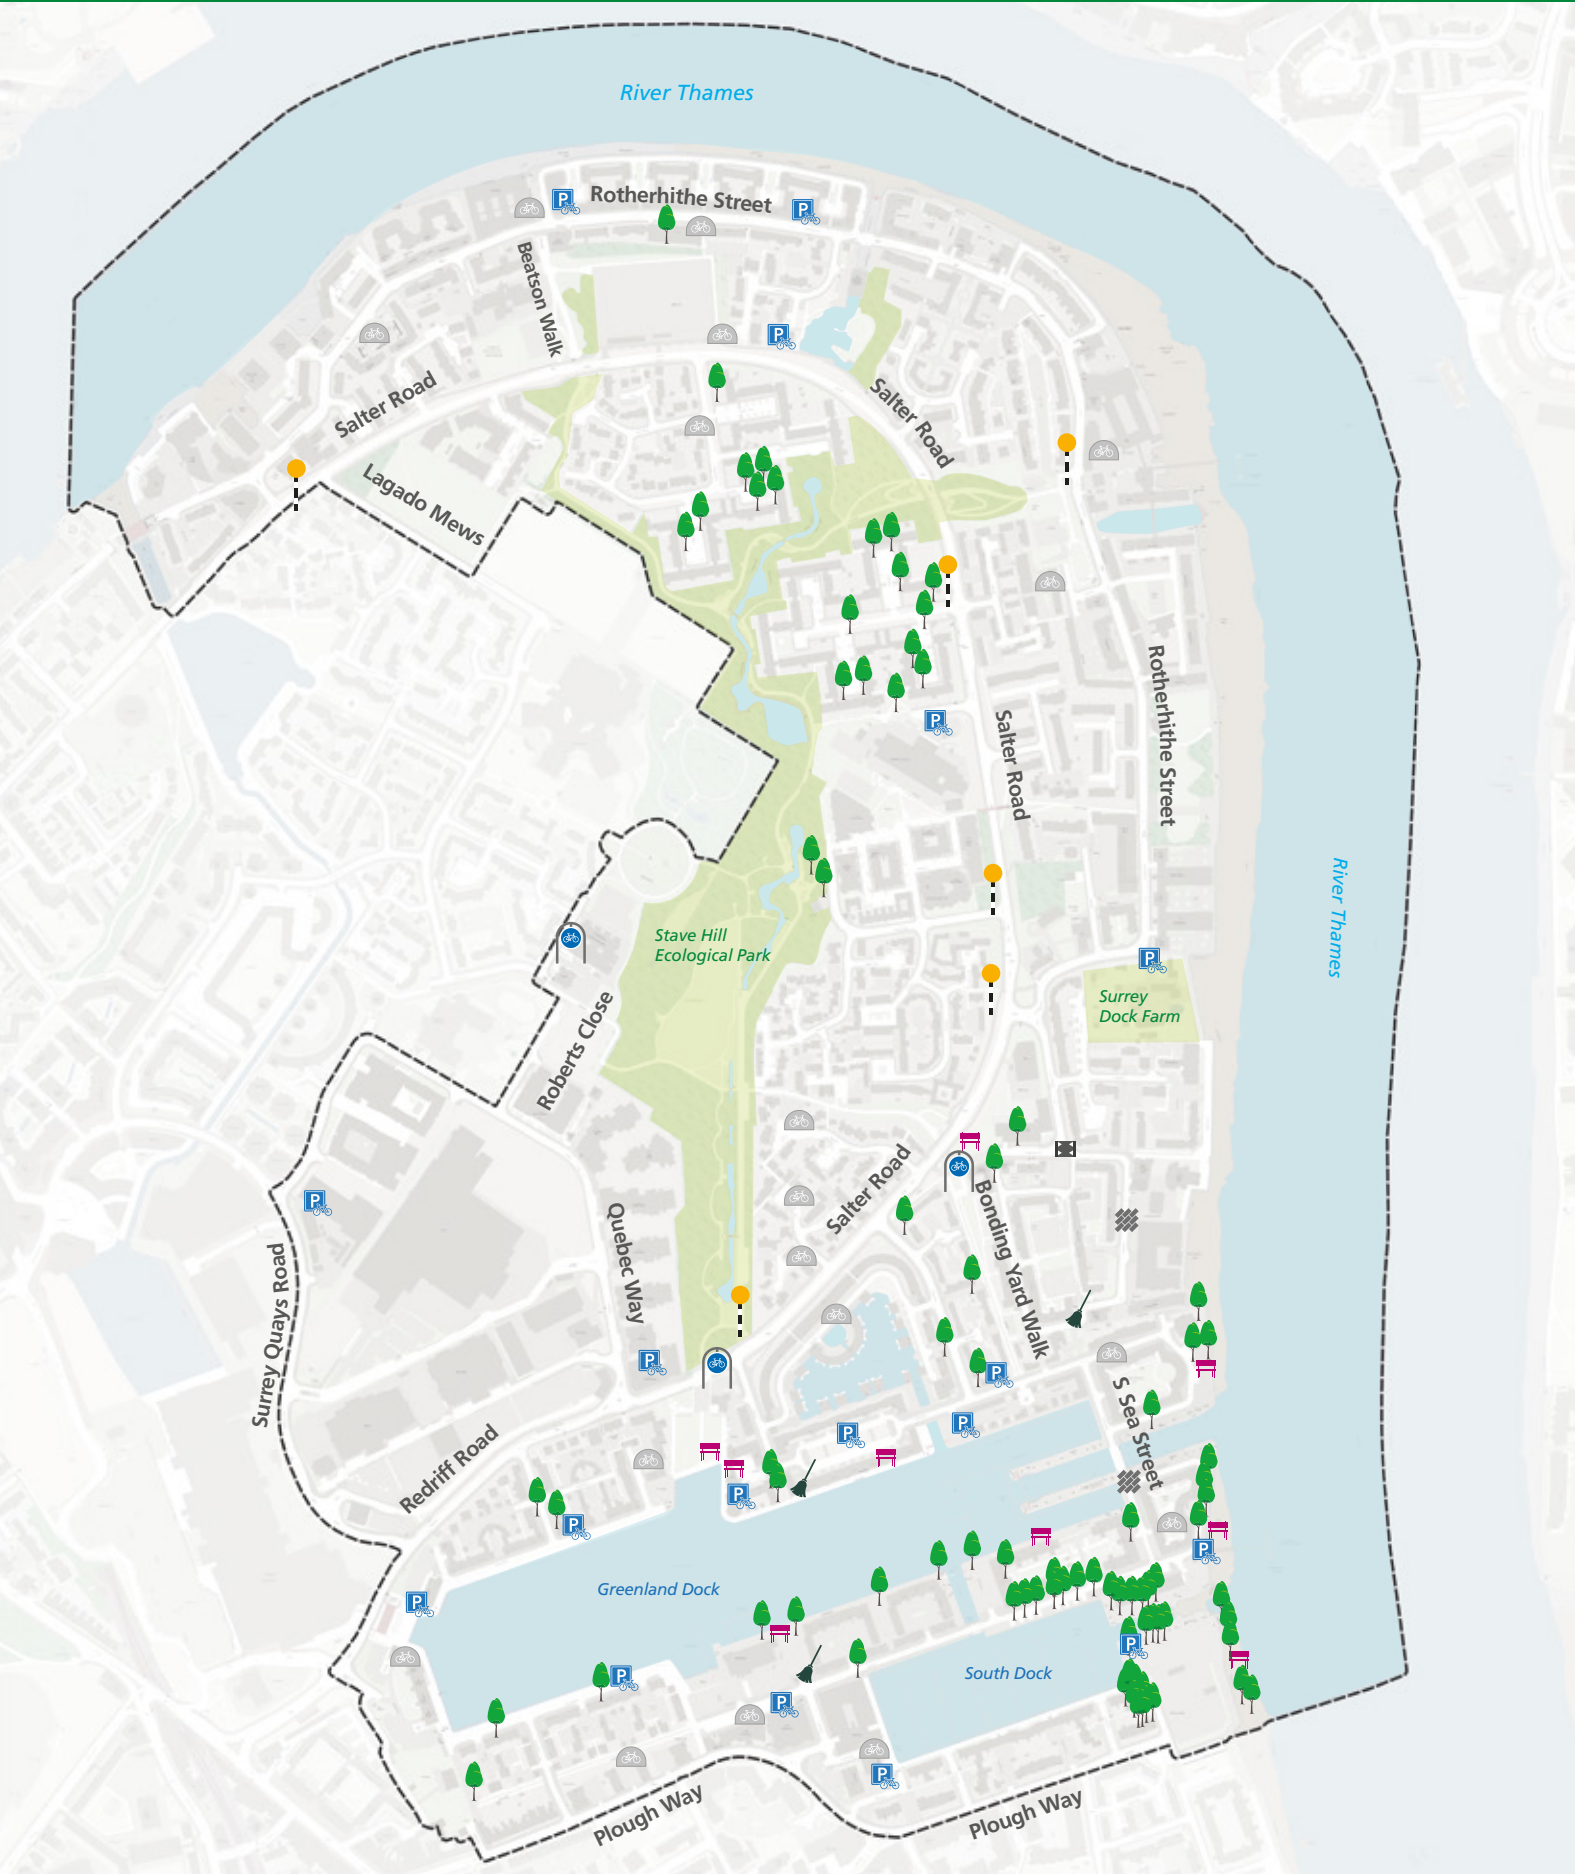 River Thames
Rotherhithe Street
P
P
Beatson Walk
P
Salter Road
Salter Road
Lagado Mews
Rotherhithe Street
Salter Road
P
River Thames
Stave Hill
Ecological Park
P
Surrey
Dock Farm
Roberts Close
Salter Road
P
Quebec Way
Bonding Yard Walk
Surrey Quays Road
P
P
S Sea Street
P
P
Redriff Road
P
P
P
Greenland Dock
P
P
South Dock
P
P
P
Plough Way
Plough Way